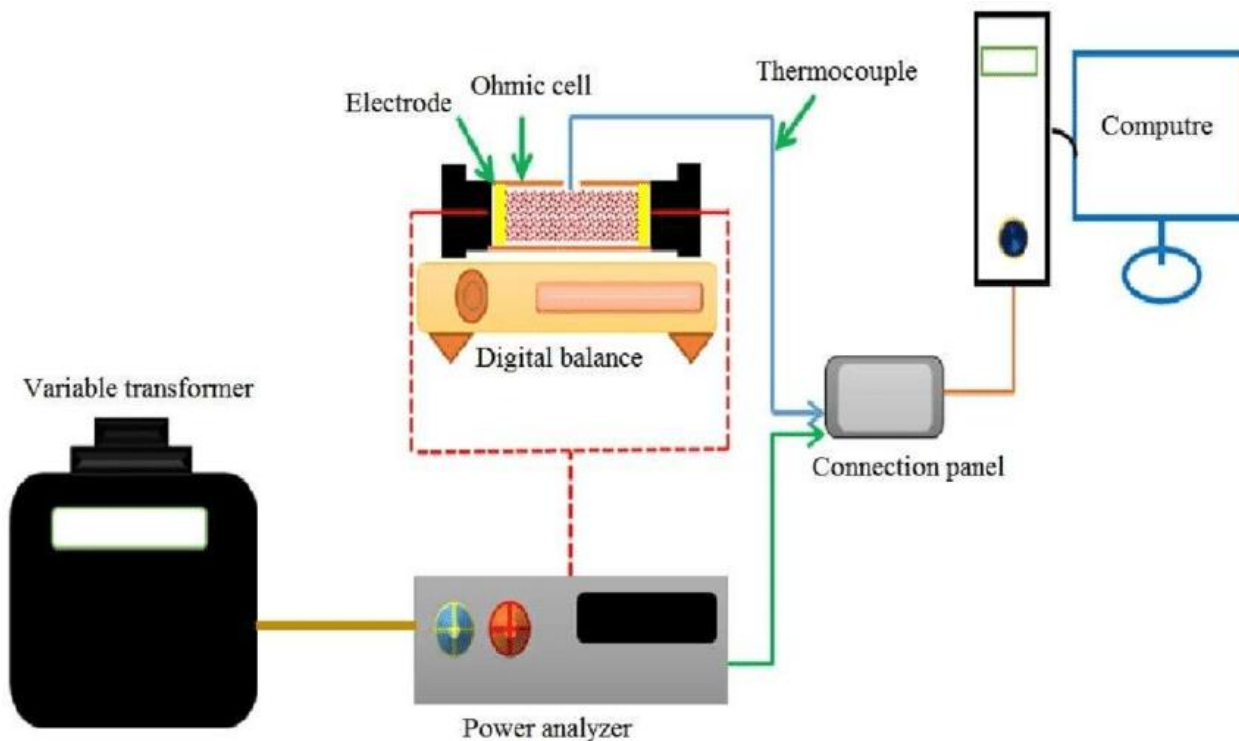 Thermocouple
Ohmic cell
Electrode
Computre
Digital balance
Variable transformer
Connection panel
Power analyzer